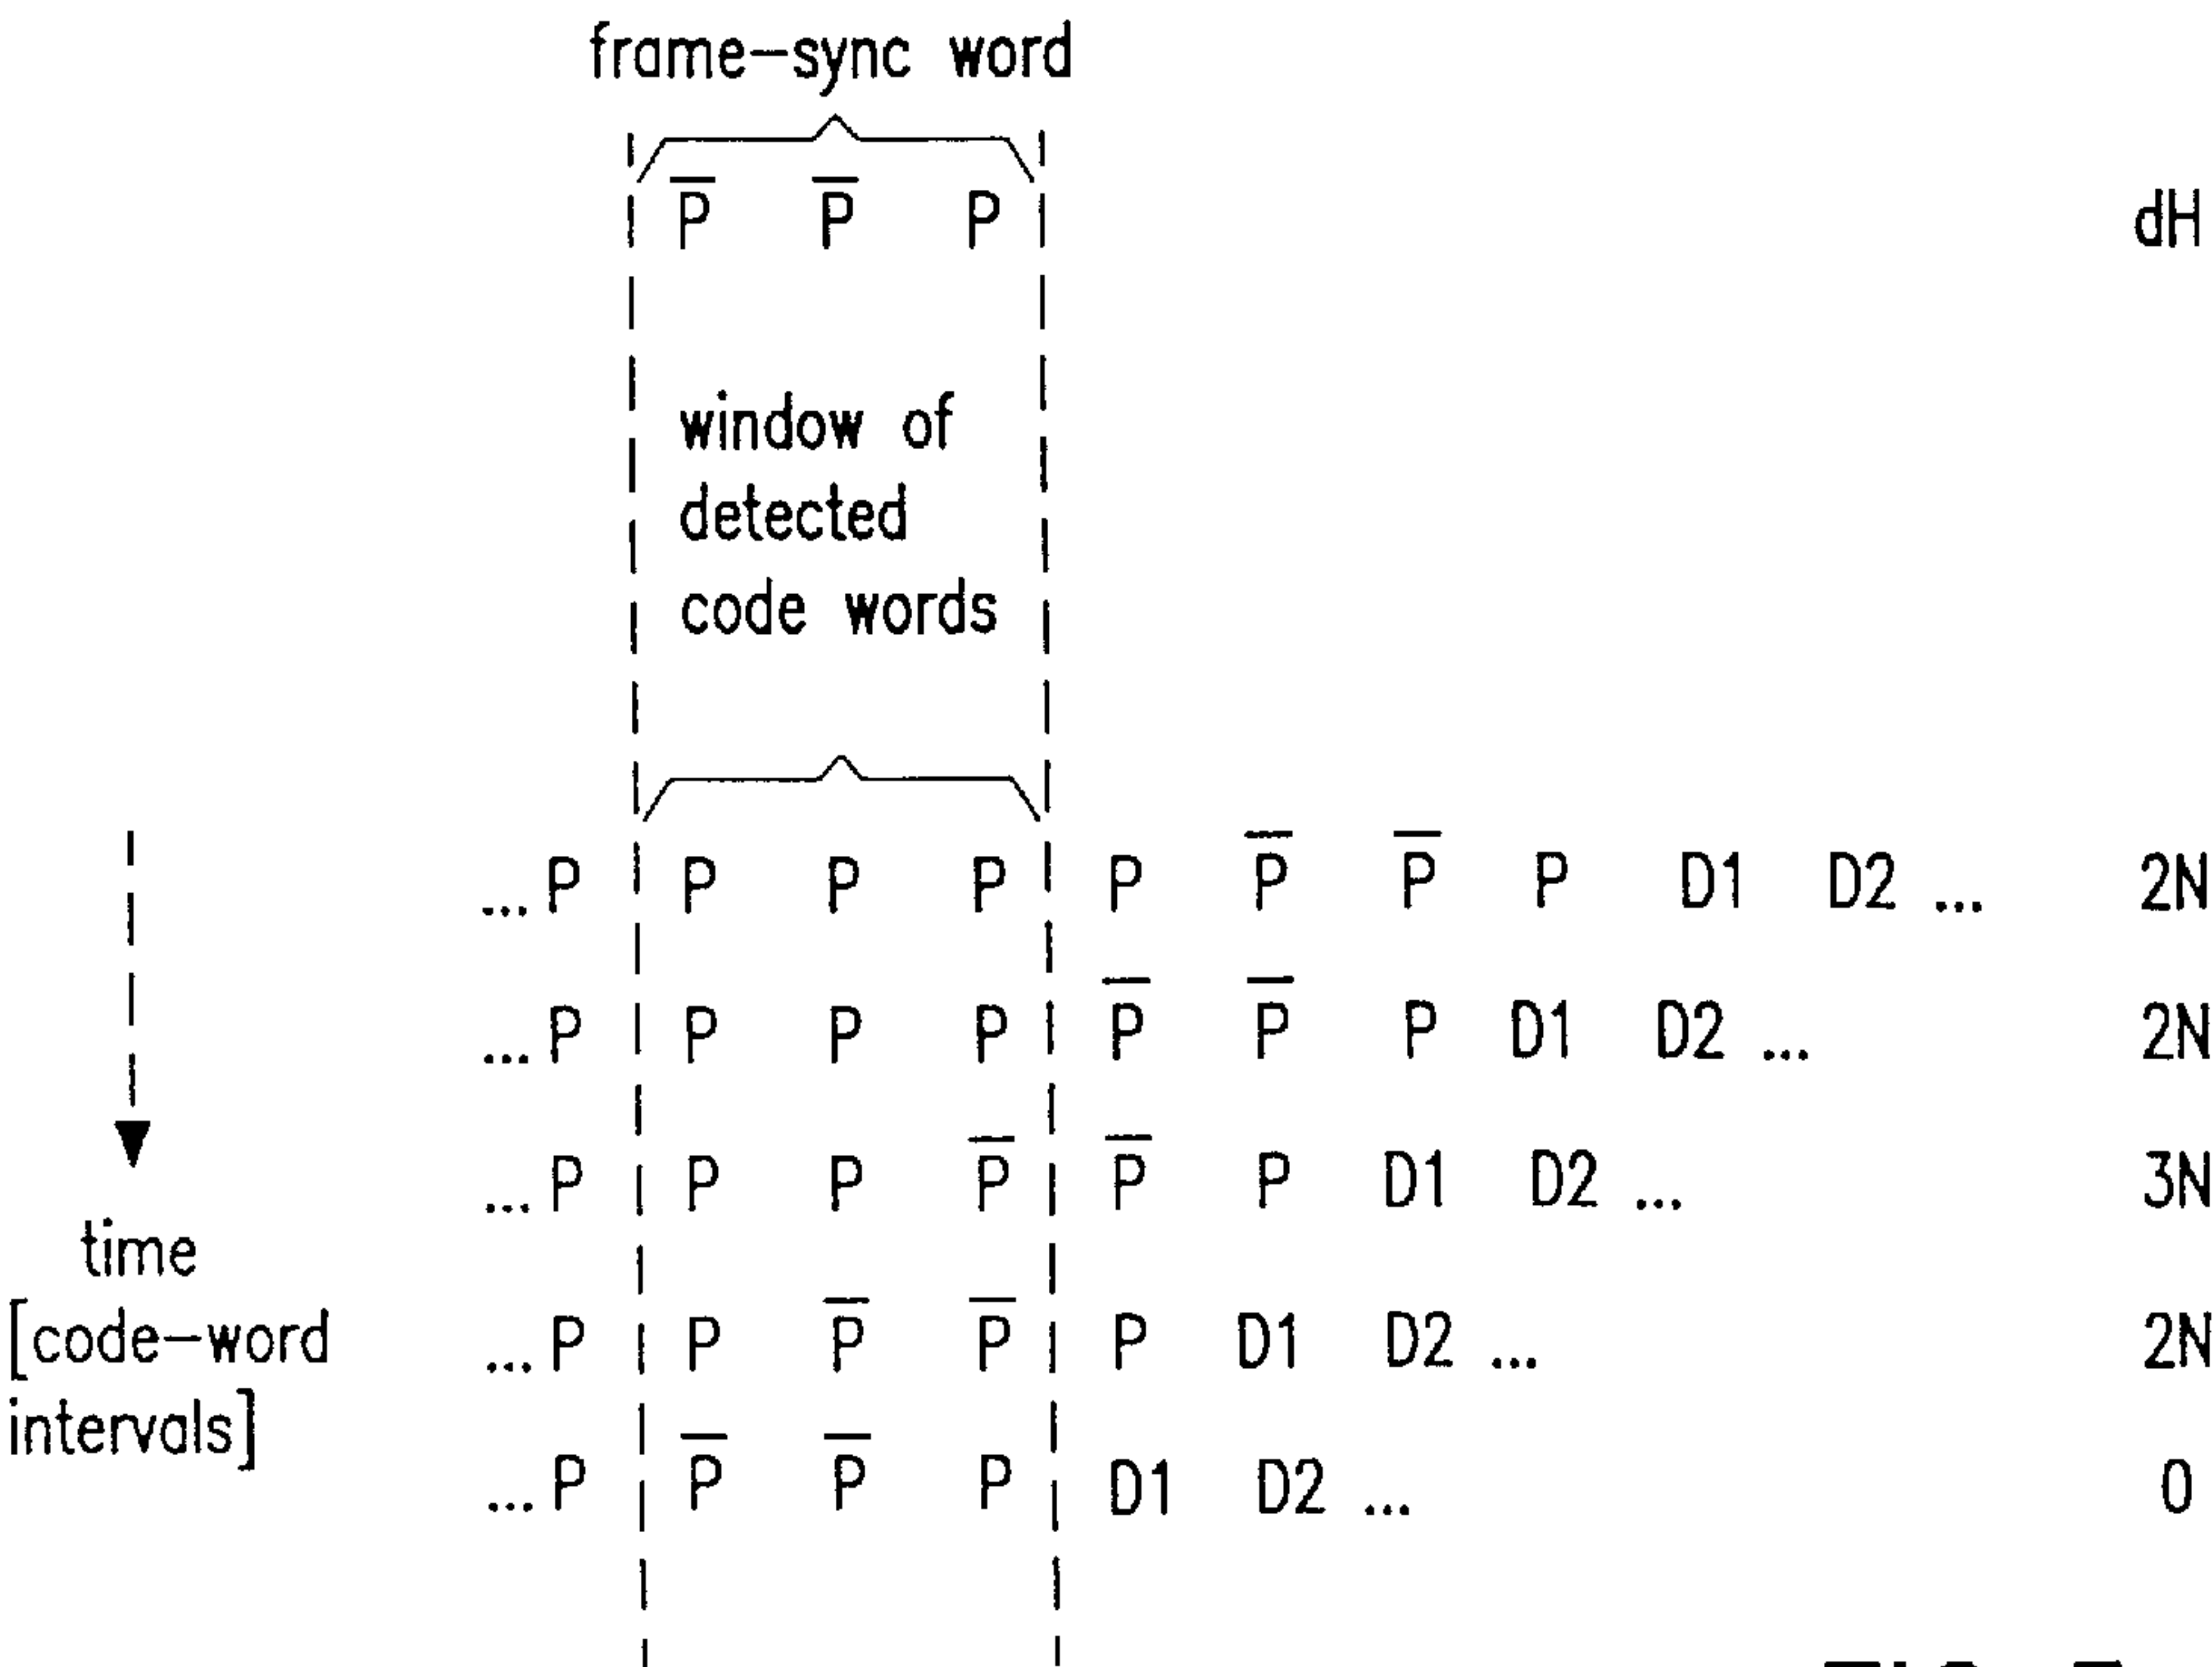 frame-sync word
P̅ P̅ P dH
window of
detected
code words
...P P P P P P̅ P̅ P D1 D2 ... 2N
...P P P P P̅ P̅ P D1 D2 ... 2N
...P P P P̅ P̅ P D1 D2 ... 3N
time
[code-word
intervals]
...P P P̅ P̅ P D1 D2 ... 2N
...P P̅ P̅ P D1 D2 ... 0